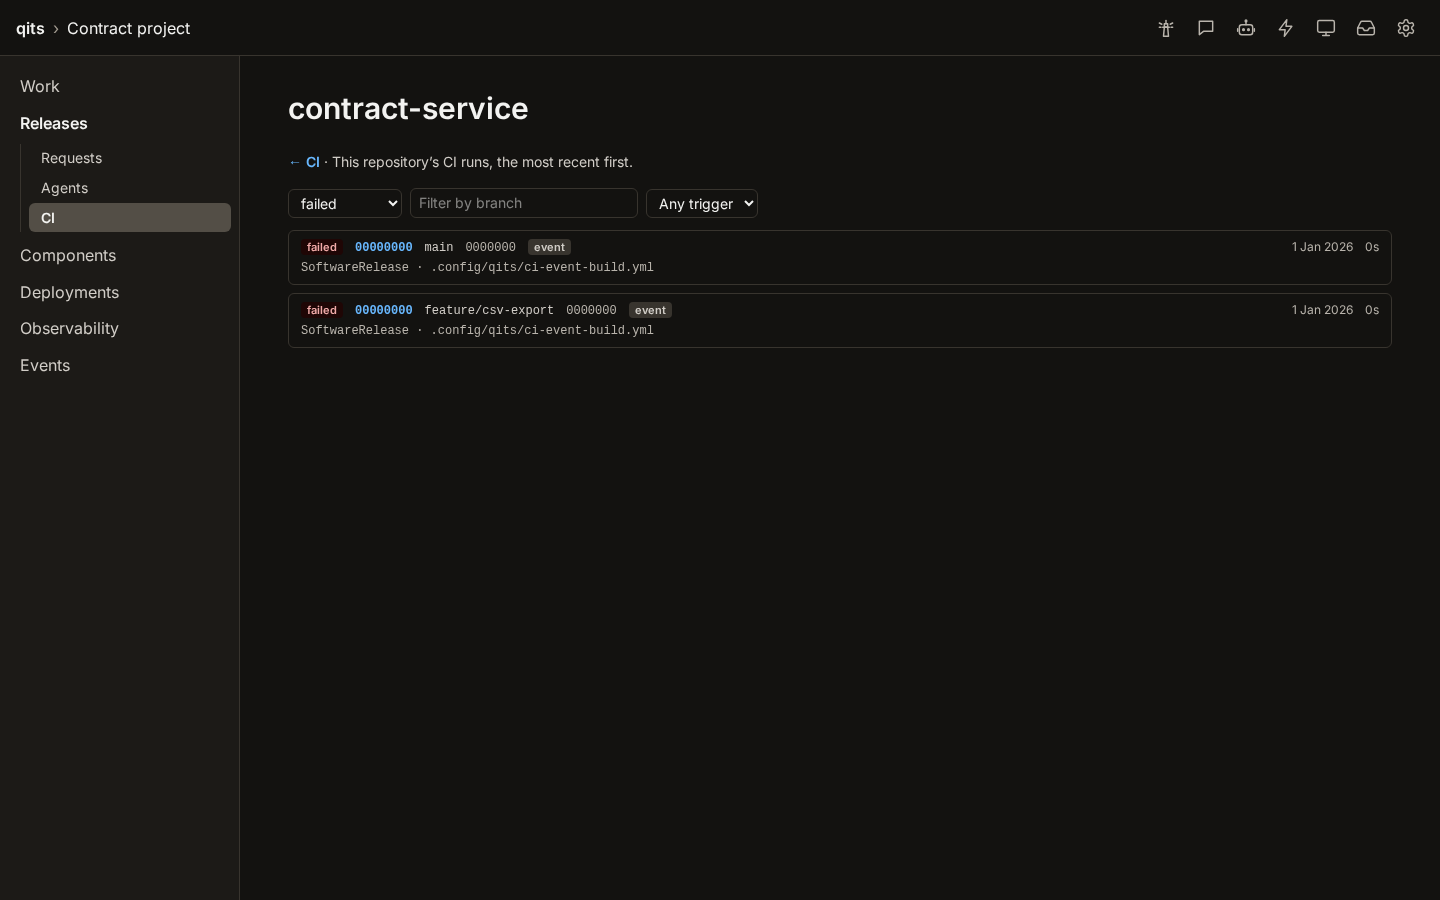 qits › Contract project
Work
Releases
Requests
Agents
CI
Components
Deployments
Observability
Events
contract-service
← CI · This repository’s CI runs, the most recent first.
failed Filter by branch Any trigger
failed 00000000 main 0000000 event 1 Jan 2026 0s
SoftwareRelease · .config/qits/ci-event-build.yml
failed 00000000 feature/csv-export 0000000 event 1 Jan 2026 0s
SoftwareRelease · .config/qits/ci-event-build.yml